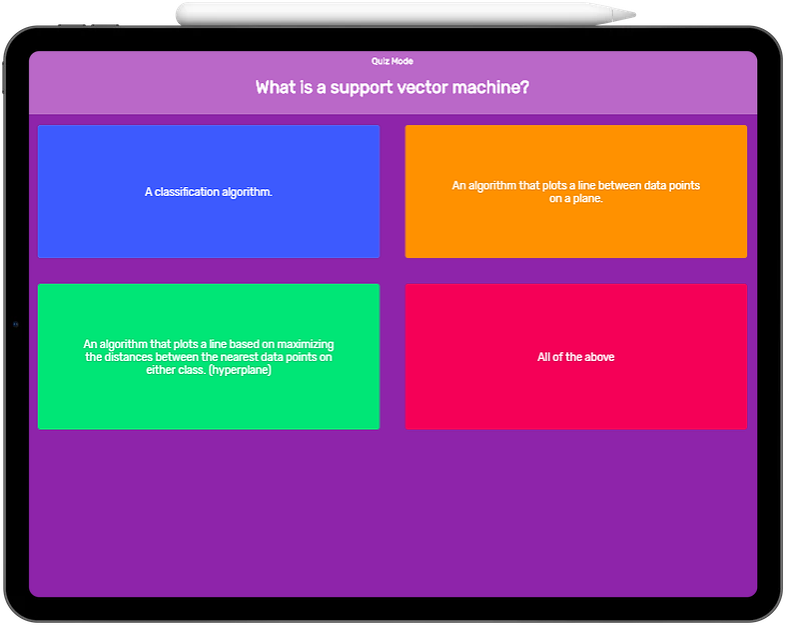 Quiz Mode
What is a support vector machine?
A classification algorithm.
An algorithm that plots a line between data points
on a plane.
An algorithm that plots a line based on maximizing
the distances between the nearest data points on
either class. (hyperplane)
All of the above